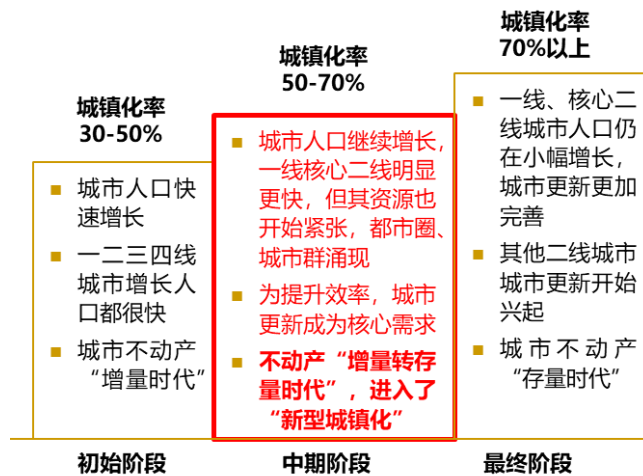 城镇化率
30-50%
■ 城市人口快
速增长
■ 一二三四线
城市增长人
口都很快
■ 城市不动产
“增量时代”
初始阶段
城镇化率
50-70%
■ 城市人口继续增长，
一线核心二线明显
更快，但其资源也
开始紧张，都市圈、
城市群涌现
■ 为提升效率，城市
更新成为核心需求
■ 不动产“增量转存
量时代”，进入了
“新型城镇化”
中期阶段
城镇化率
70%以上
■ 一线、核心二
线城市人口仍
在小幅增长，
城市更新更加
完善
■ 其他二线城市
城市更新开始
兴起
■ 城市不动产
“存量时代”
最终阶段